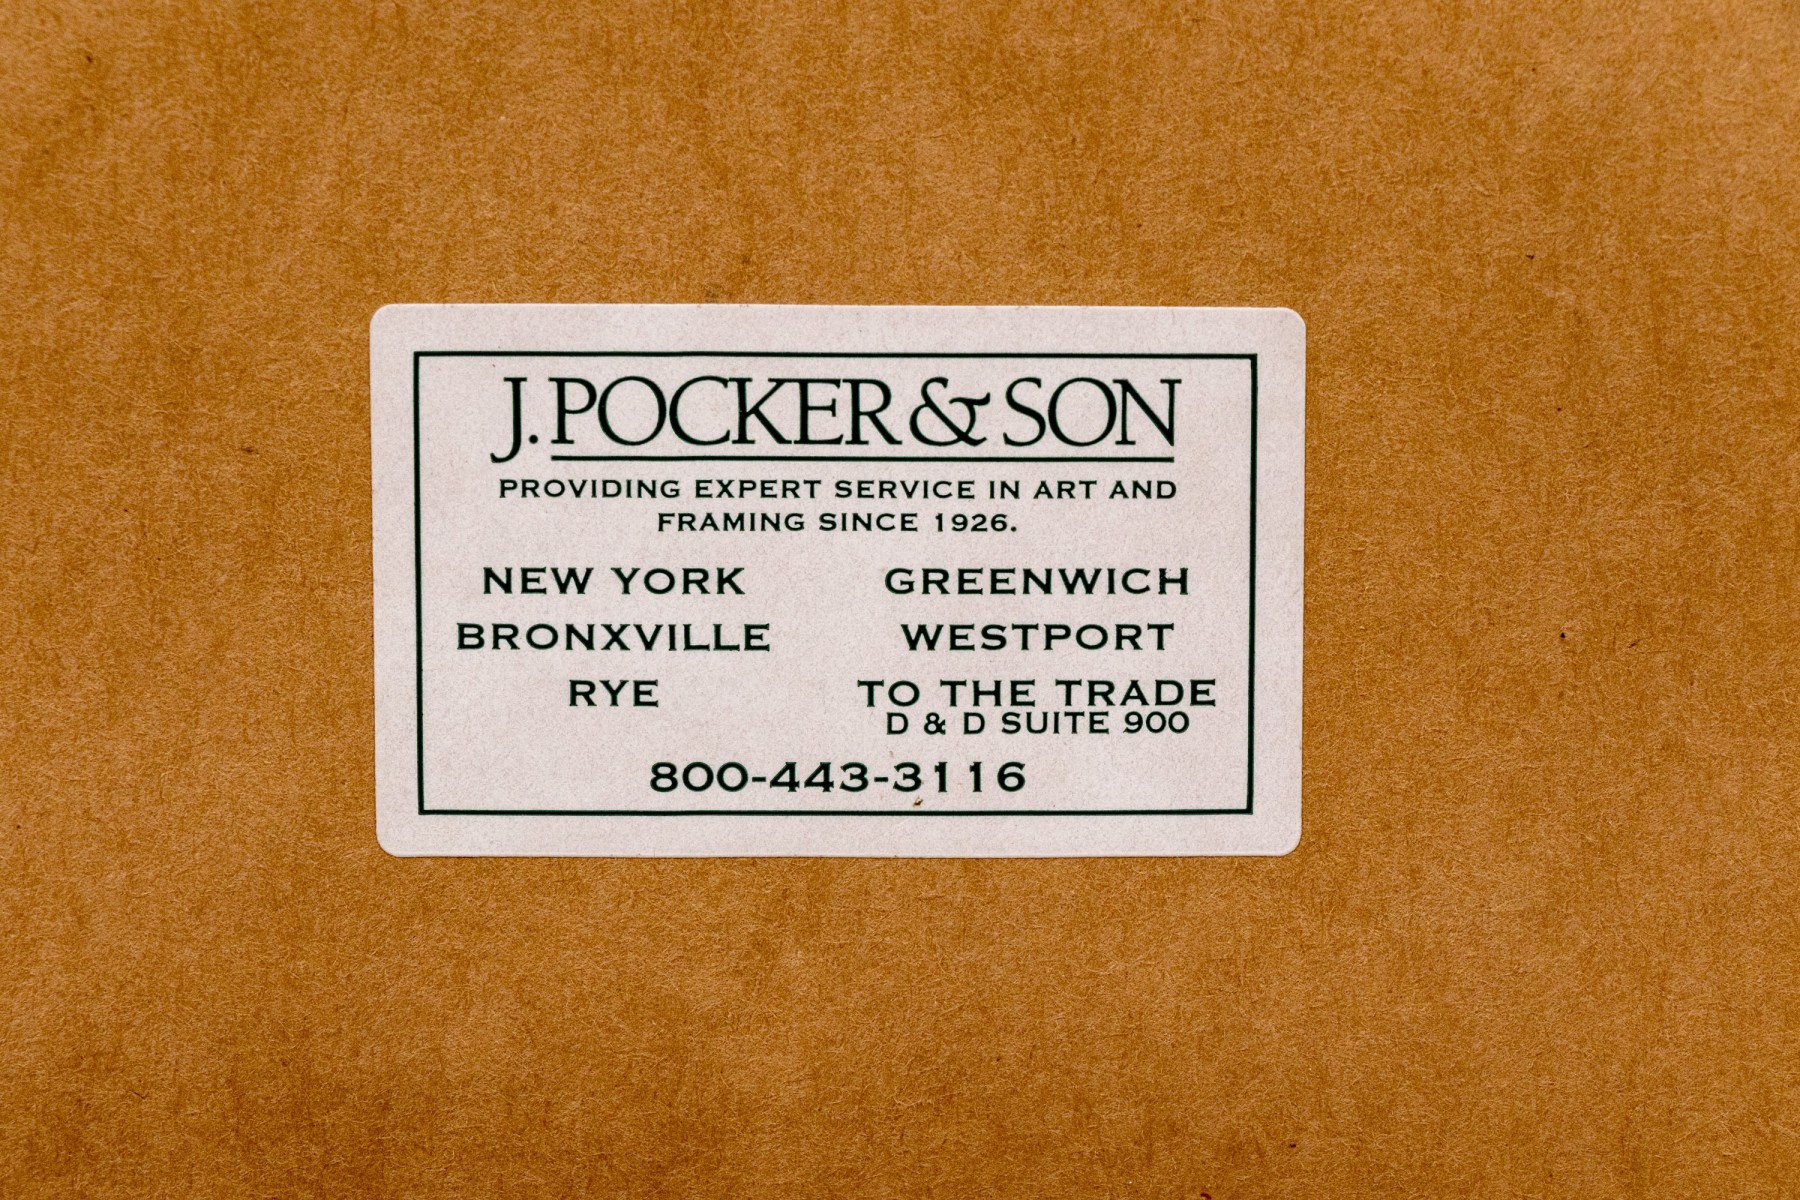 J. POCKER & SON
PROVIDING EXPERT SERVICE IN ART AND
FRAMING SINCE 1926.
NEW YORK GREENWICH
BRONXVILLE WESTPORT
RYE TO THE TRADE
D & D SUITE 900
800-443-3116